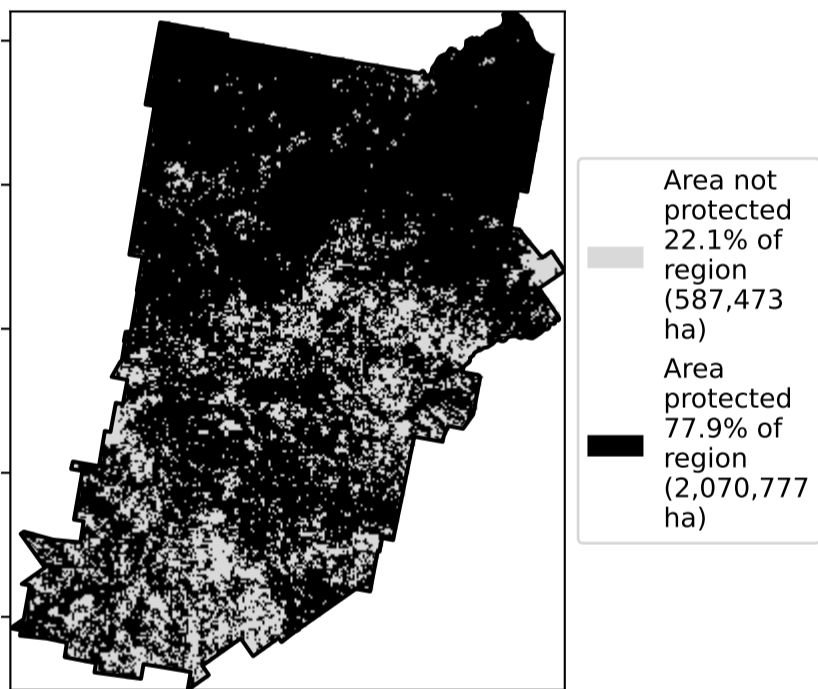 Area not
protected
22.1% of
region
(587,473
ha)
Area
protected
77.9% of
region
(2,070,777
ha)